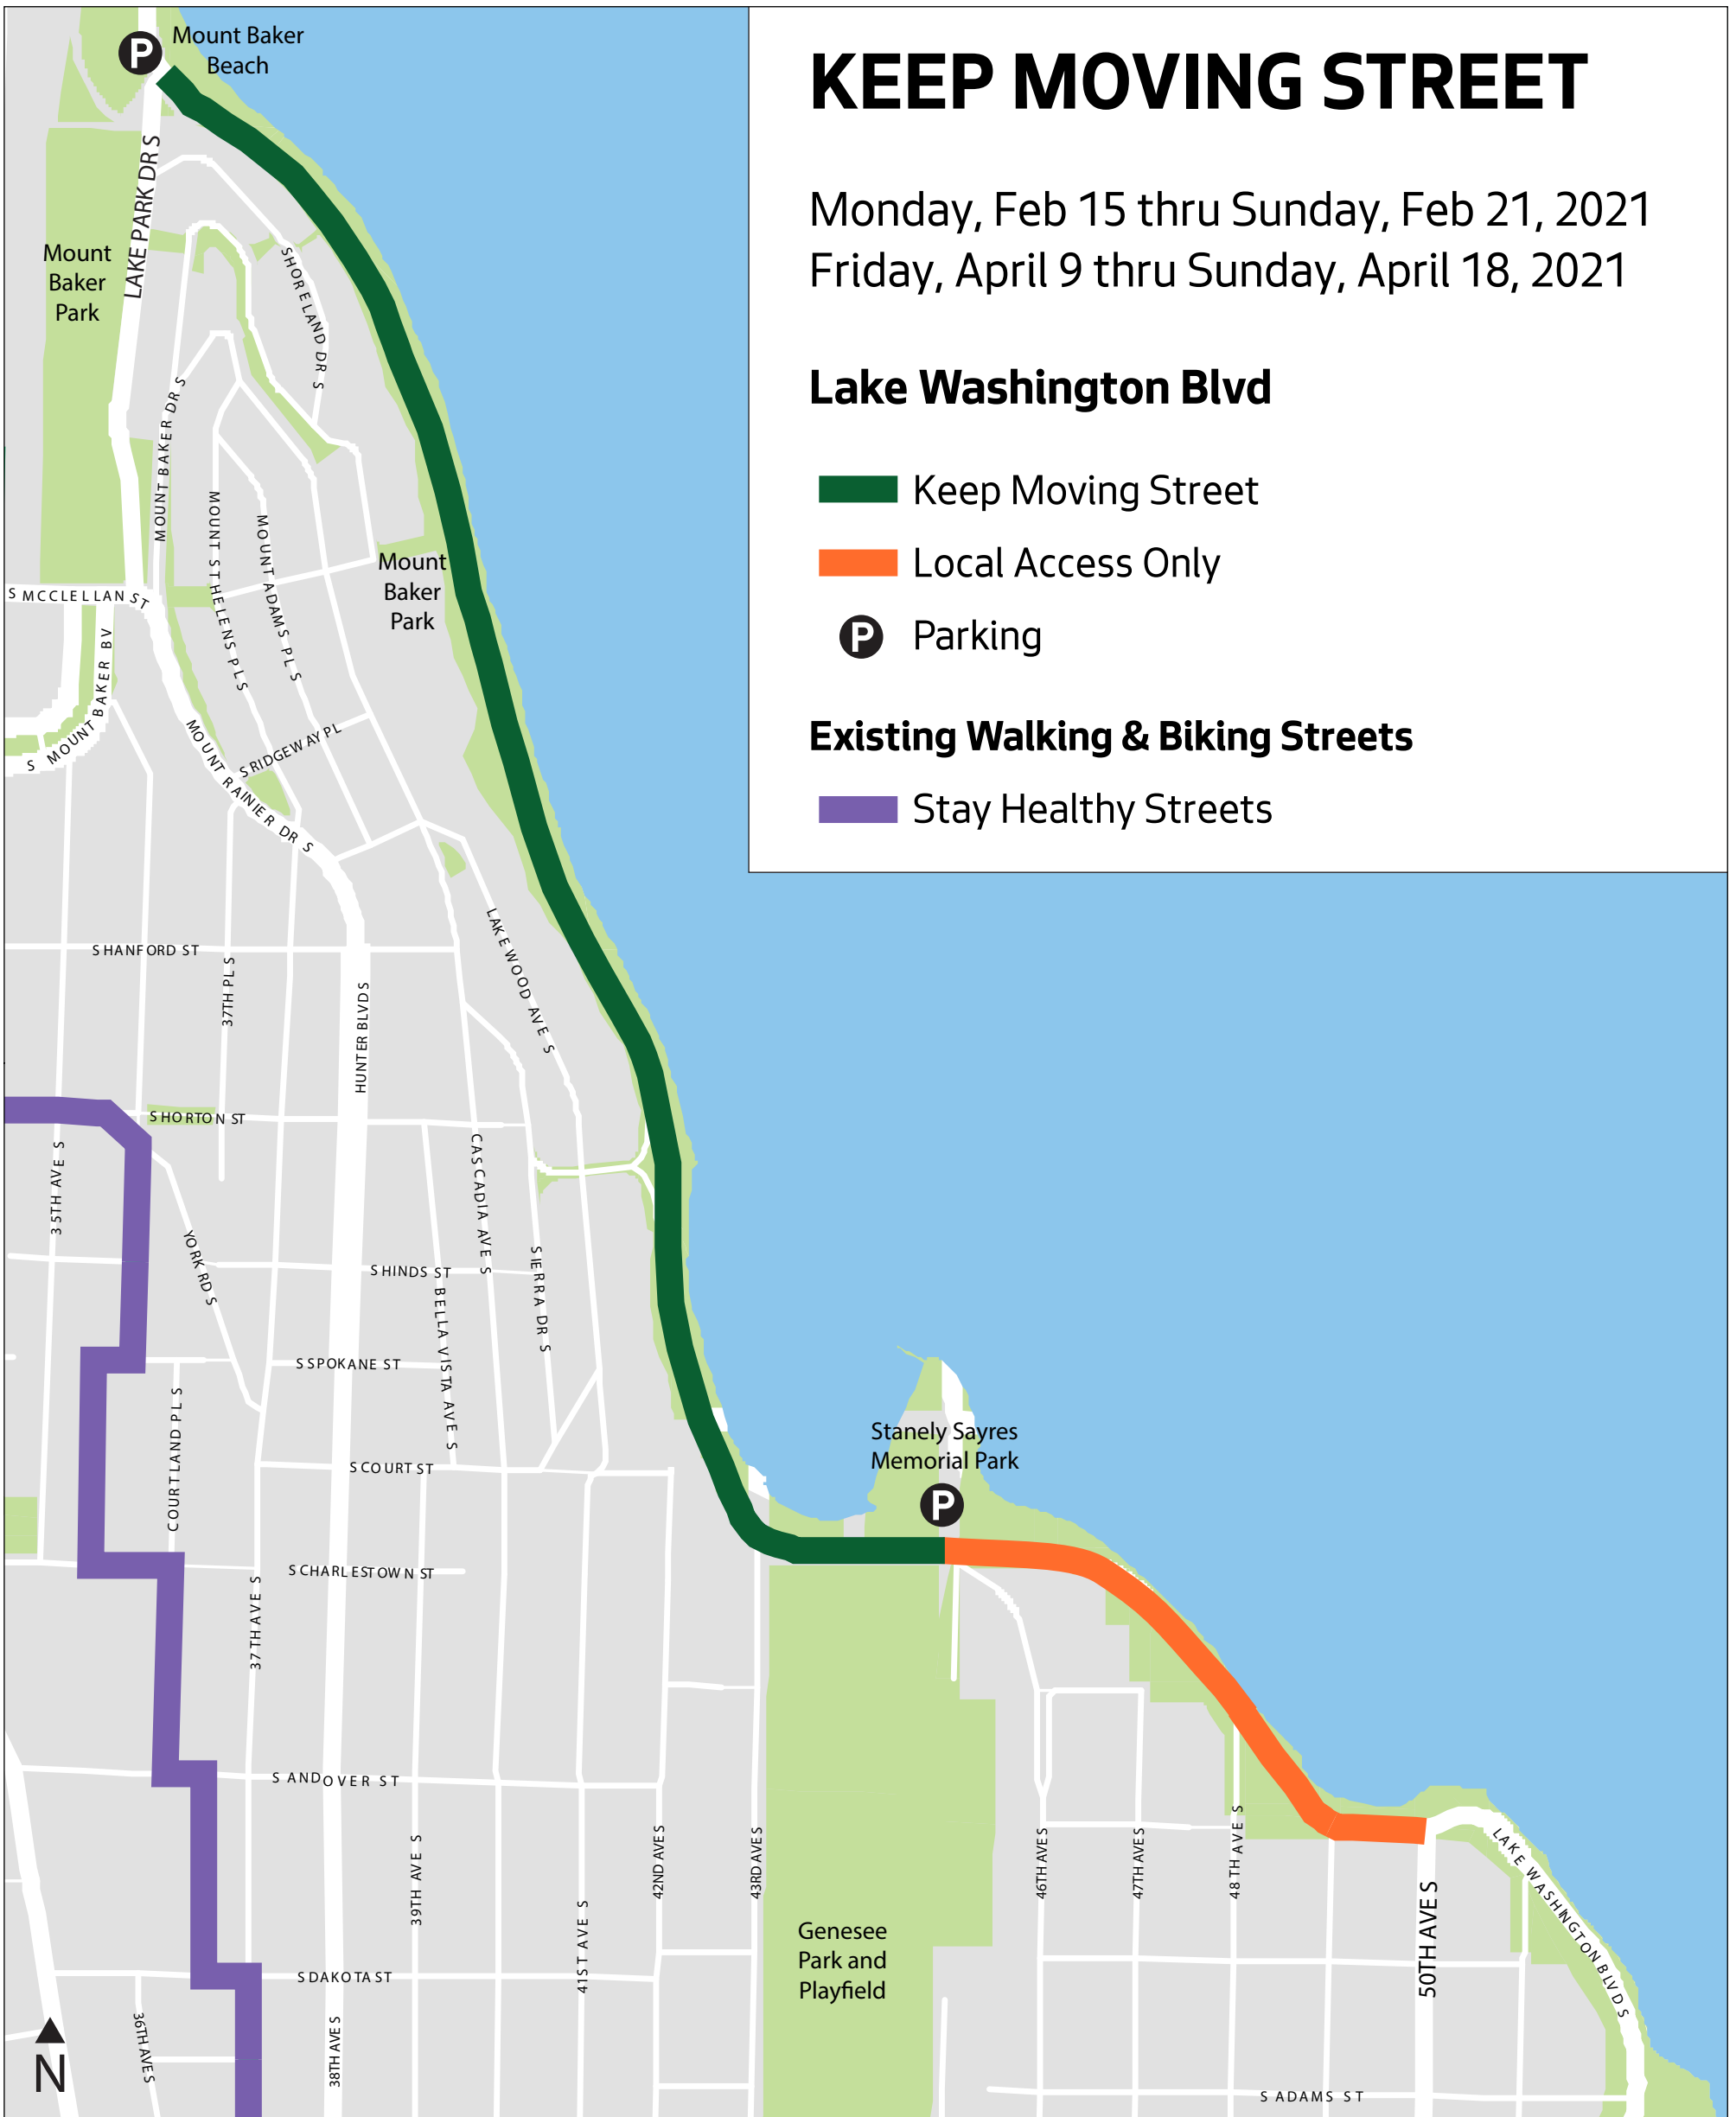 KEEP MOVING STREET
Monday, Feb 15 thru Sunday, Feb 21, 2021
Friday, April 9 thru Sunday, April 18, 2021
Lake Washington Blvd
Keep Moving Street
Local Access Only
P
Parking
Existing Walking & Biking Streets
Stay Healthy Streets
P
Mount Baker
Beach
LAKE PARK DR S
Mount
Baker
Park
SHORELAND DR S
MOUNT BAKER DR S
MOUNT ST HELENS PL S
MOUNT ADAMS PL S
Mount
Baker
Park
S MCCLELLAN ST
S MOUNT BAKER BV
MOUNT RAINIER DR S
S RIDGEWAY PL
LAKEWOOD AVE S
S HANFORD ST
37TH PL S
HUNTER BLVD S
S HORTON ST
35TH AVE S
CASCADIA AVE S
YORK RD S
S HINDS ST
SIERRA DR S
BELLA VISTA AVE S
S SPOKANE ST
COURTLAND PL S
S COURT ST
Stanely Sayres
Memorial Park
P
S CHARLESTOWN ST
37TH AVE S
S ANDOVER ST
39TH AVE S
42ND AVE S
43RD AVE S
46TH AVE S
47TH AVE S
48TH AVE S
LAKE WASHINGTON BLVD S
50TH AVE S
41ST AVE S
Genesee
Park and
Playfield
S DAKOTA ST
36TH AVE S
38TH AVE S
N
S ADAMS ST